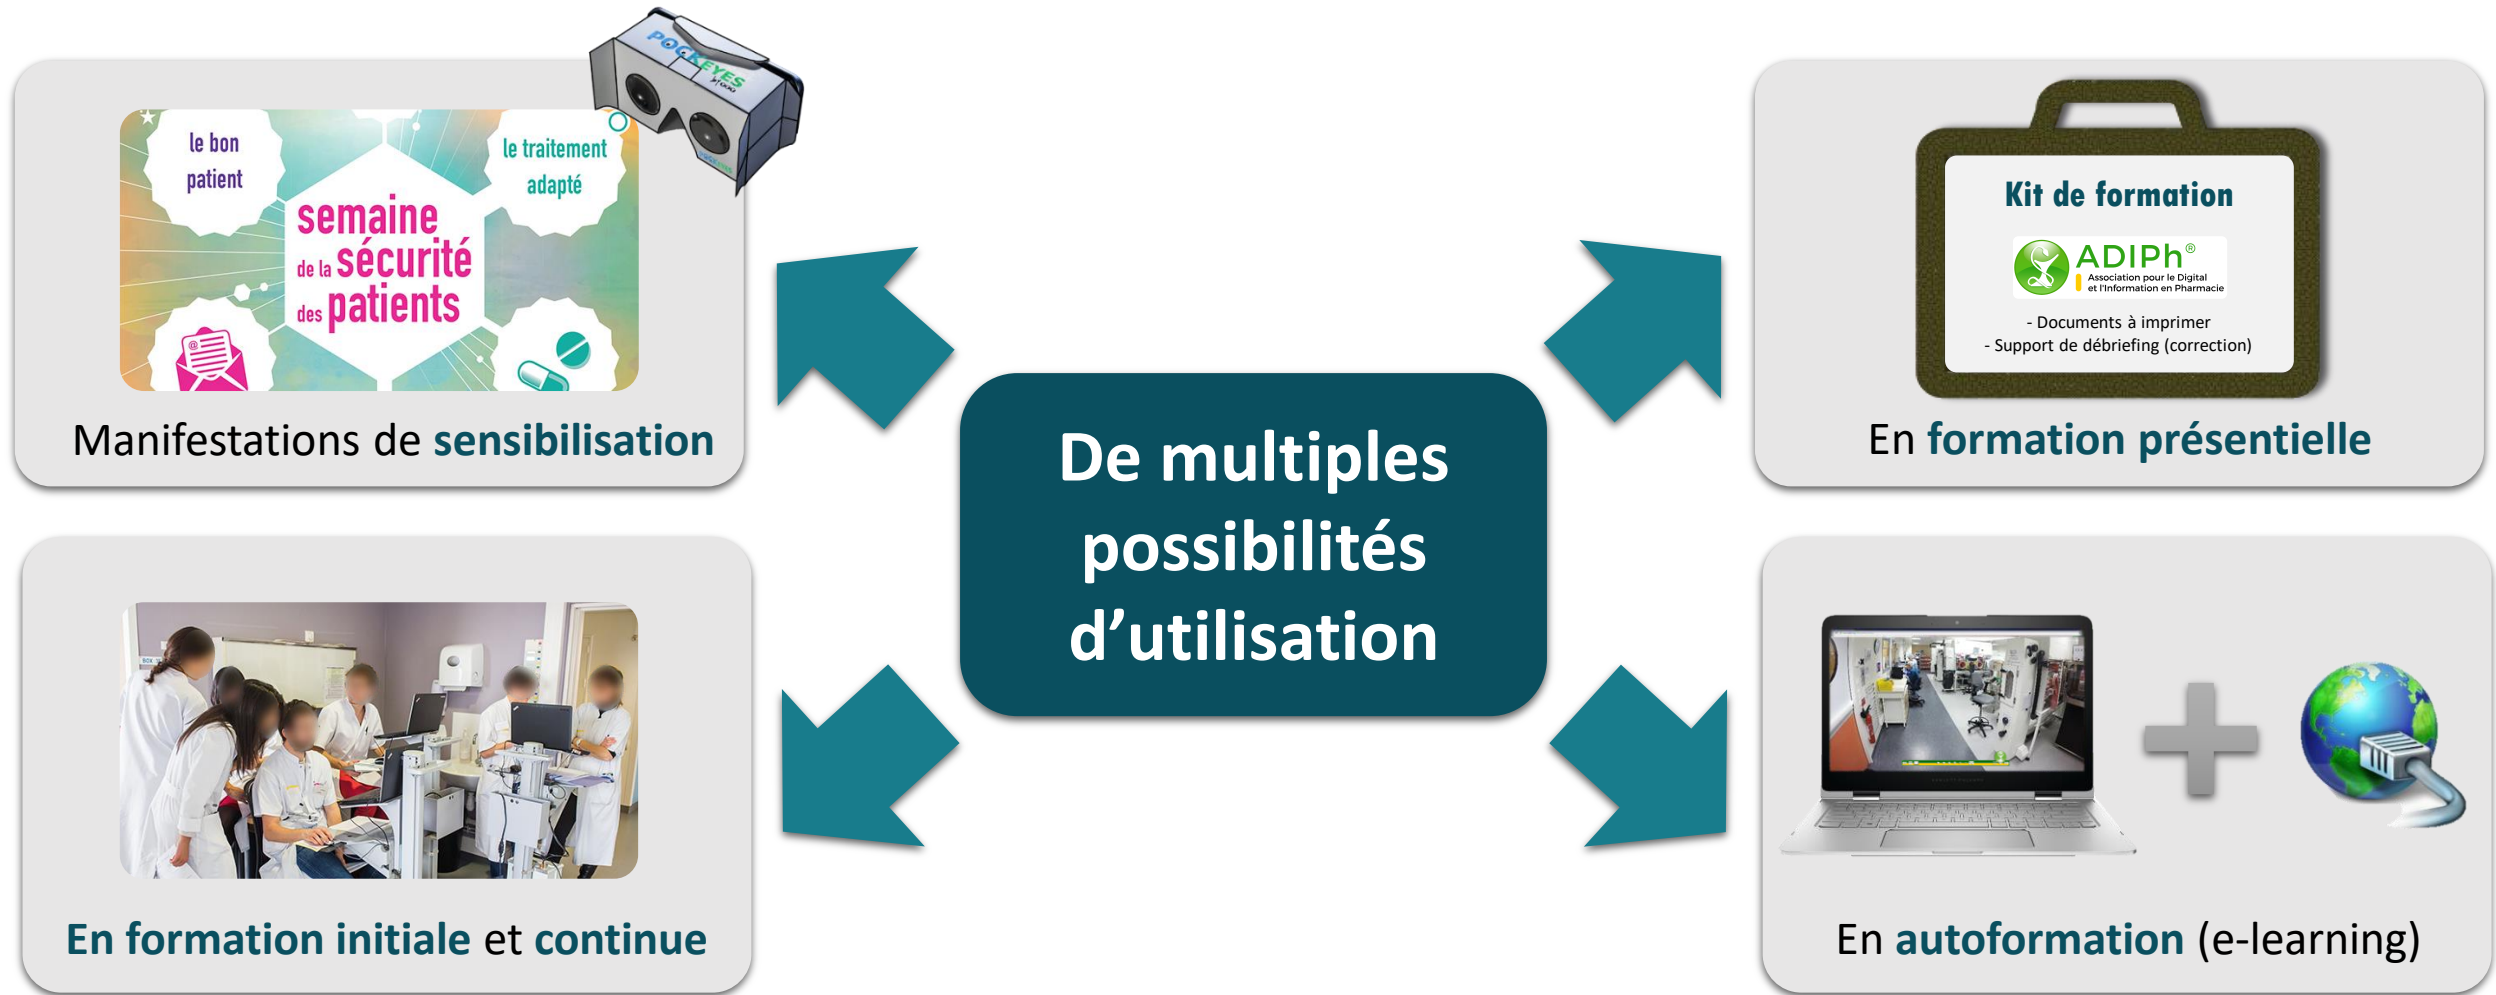 POCKEYES
le bon
patient
le traitement
adapté
semaine
de la sécurité
des patients
Manifestations de sensibilisation
Kit de formation
ADIPh®
Association pour le Digital
et l'Information en Pharmacie
- Documents à imprimer
- Support de débriefing (correction)
En formation présentielle
De multiples
possibilités
d’utilisation
En formation initiale et continue
En autoformation (e-learning)